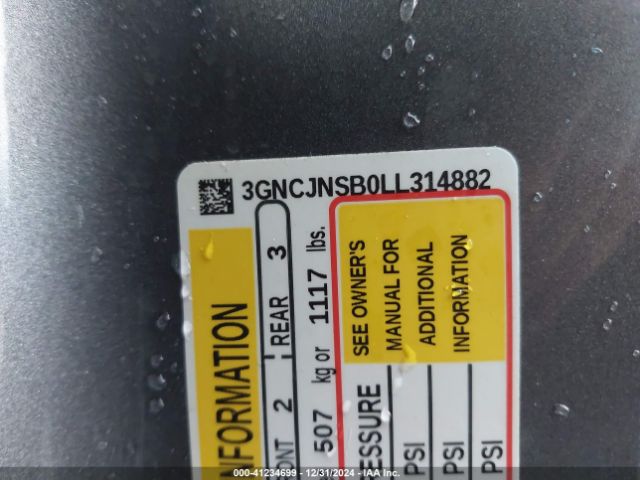 3GNCJNSB0LL314882
INFORMATION
2 REAR 3
507 kg or 1117 lbs.
SEE OWNER'S
MANUAL FOR
ADDITIONAL
INFORMATION
PSI
PSI
PSI
000-41234699 - 12/31/2024 - IAA Inc.